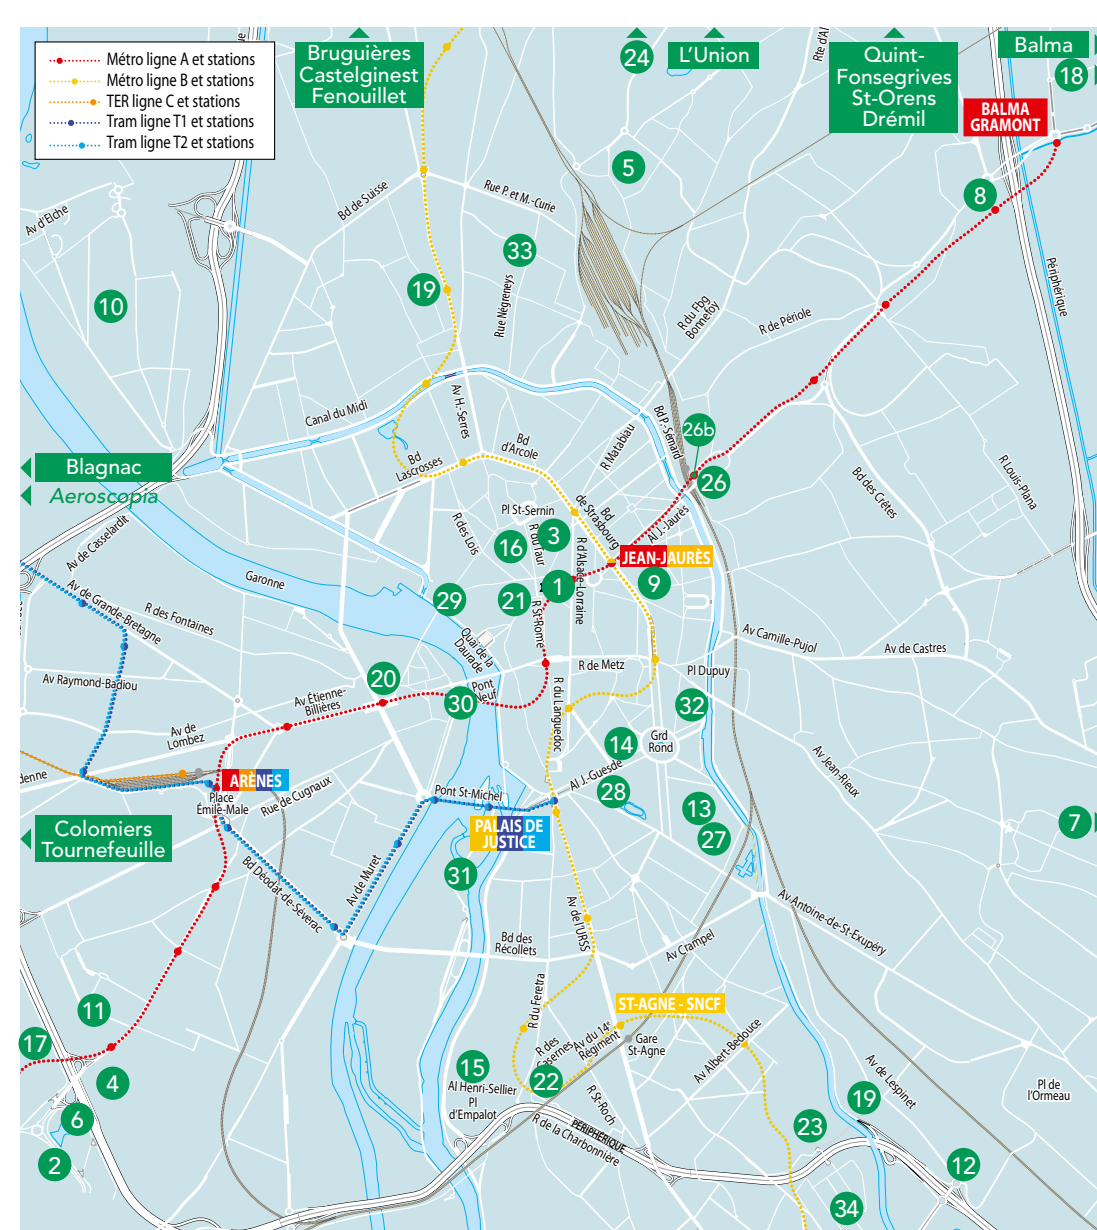 Métro ligne A et stations
Métro ligne B et stations
TER ligne C et stations
Tram ligne T1 et stations
Tram ligne T2 et stations
Bruguières
Castelginest
Fenouillet
24
L'Union
Rte d'Al
Quint-
Fonsegrives
St-Orens
Drémil
Balma
18
BALMA
GRAMONT
5
8
Av d'Elche
Bd de Suisse
Rue P. et M.-Curie
33
19
10
Rue Nègreneys
R du Fbg
Bonnefoy
R de Périole
Périphérique
Canal du Midi
Av H.-Serres
Bd
Lascrosses
Bd
d'Arcole
R Matabiau
Bd P.-Sémard
26b
26
Blagnac
Aeroscopia
Av de Casselardit
R des Lois
Pl St-Sernin
Bd
de Strasbourg
Al J.-Jaurès
Bd des Crêtes
R Louis-Plana
16
3
R du Taur
R d'Alsace-Lorraine
JEAN-JAURÈS
9
1
21
29
Garonne
Av de Grande-Bretagne
R des Fontaines
R St-Rome
Quai de la
Daurade
Av Camille-Pujol
Av de Castres
Av Raymond-Badiou
20
Av Étienne-
Billières
30
Pont
Neuf
R de Metz
Pl Dupuy
R du Languedoc
32
Av de
Lombez
14
Grd
Rond
denne
ARÈNES
Place
Émile-Male
Rue de Cugnaux
Pont St-Michel
Al J.-Guesde
28
13
27
Av Jean-Rieux
7
PALAIS DE
JUSTICE
Colomiers
Tournefeuille
31
Bd Déodat-de-Séverac
Av de Muret
Av de l'URSS
Bd des
Récollets
Av Crampel
Av Antoine-de-St-Exupéry
11
17
4
6
2
R du Feretra
ST-AGNE - SNCF
R des
Casernes
Av du 14e
Régiment
Gare
St-Agne
Av Albert-Bedouce
15
Al Henri-Sellier
Pl
d'Empalot
22
R St-Roch
PÉRIPHÉRIQUE
R de la Charbonnière
Av de Lespinet
Pl de
l'Ormeau
19
23
12
34